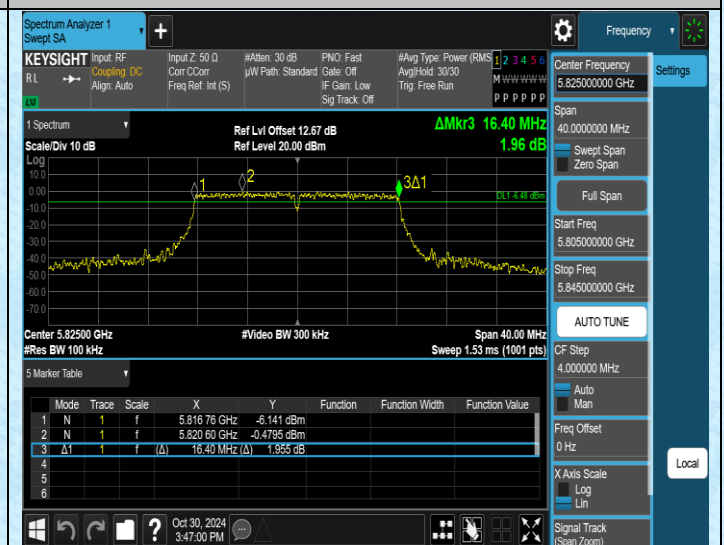 Spectrum Analyzer 1
Swept SA
Frequency
KEYSIGHT
R L
LXI
Input: RF
Coupling: DC
Align: Auto
Input Z: 50 Ω
Corr CCorr
Freq Ref: Int (S)
#Atten: 30 dB
µW Path: Standard
PNO: Fast
Gate: Off
IF Gain: Low
Sig Track: Off
#Avg Type: Power (RMS
Avg|Hold: 30/30
Trig: Free Run
1 2 3 4 5 6
M W W W W W
P P P P P P
1 Spectrum
Scale/Div 10 dB
Ref Lvl Offset 12.67 dB
Ref Level 20.00 dBm
ΔMkr3 16.40 MHz
1.96 dB
Log
10.0
0.00
-10.0
-20.0
-30.0
-40.0
-50.0
-60.0
-70.0
1
2
3Δ1
DL1 -6.48 dBm
Center 5.82500 GHz
#Res BW 100 kHz
#Video BW 300 kHz
Span 40.00 MHz
Sweep 1.53 ms (1001 pts)
5 Marker Table
Mode Trace Scale X Y Function Function Width Function Value
1 N 1 f 5.816 76 GHz -6.141 dBm
2 N 1 f 5.820 60 GHz -0.4795 dBm
3 Δ1 1 f (Δ) 16.40 MHz (Δ) 1.955 dB
4
5
6
Oct 30, 2024
3:47:00 PM
Center Frequency
5.825000000 GHz
Settings
Span
40.0000000 MHz
Swept Span
Zero Span
Full Span
Start Freq
5.805000000 GHz
Stop Freq
5.845000000 GHz
AUTO TUNE
CF Step
4.000000 MHz
Auto
Man
Freq Offset
0 Hz
X Axis Scale
Log
Lin
Local
Signal Track
(Span Zoom)